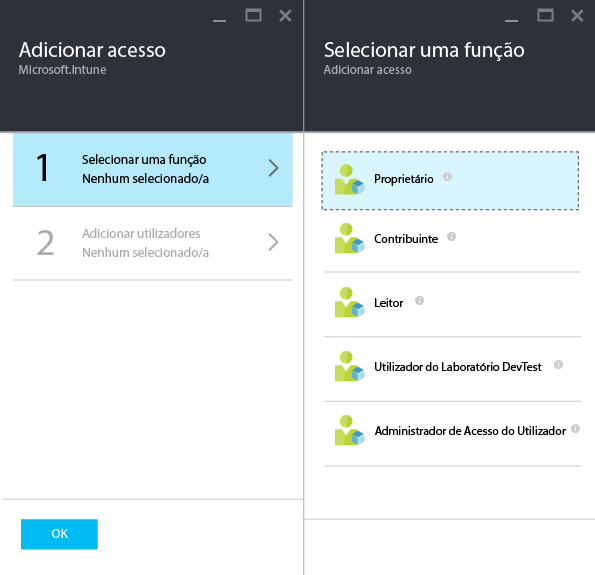 Adicionar acesso
Microsoft.Intune
1
Selecionar uma função
Nenhum selecionado/a
2
Adicionar utilizadores
Nenhum selecionado/a
OK
Selecionar uma função
Adicionar acesso
Proprietário
Contribuinte
Leitor
Utilizador do Laboratório DevTest
Administrador de Acesso do Utilizador